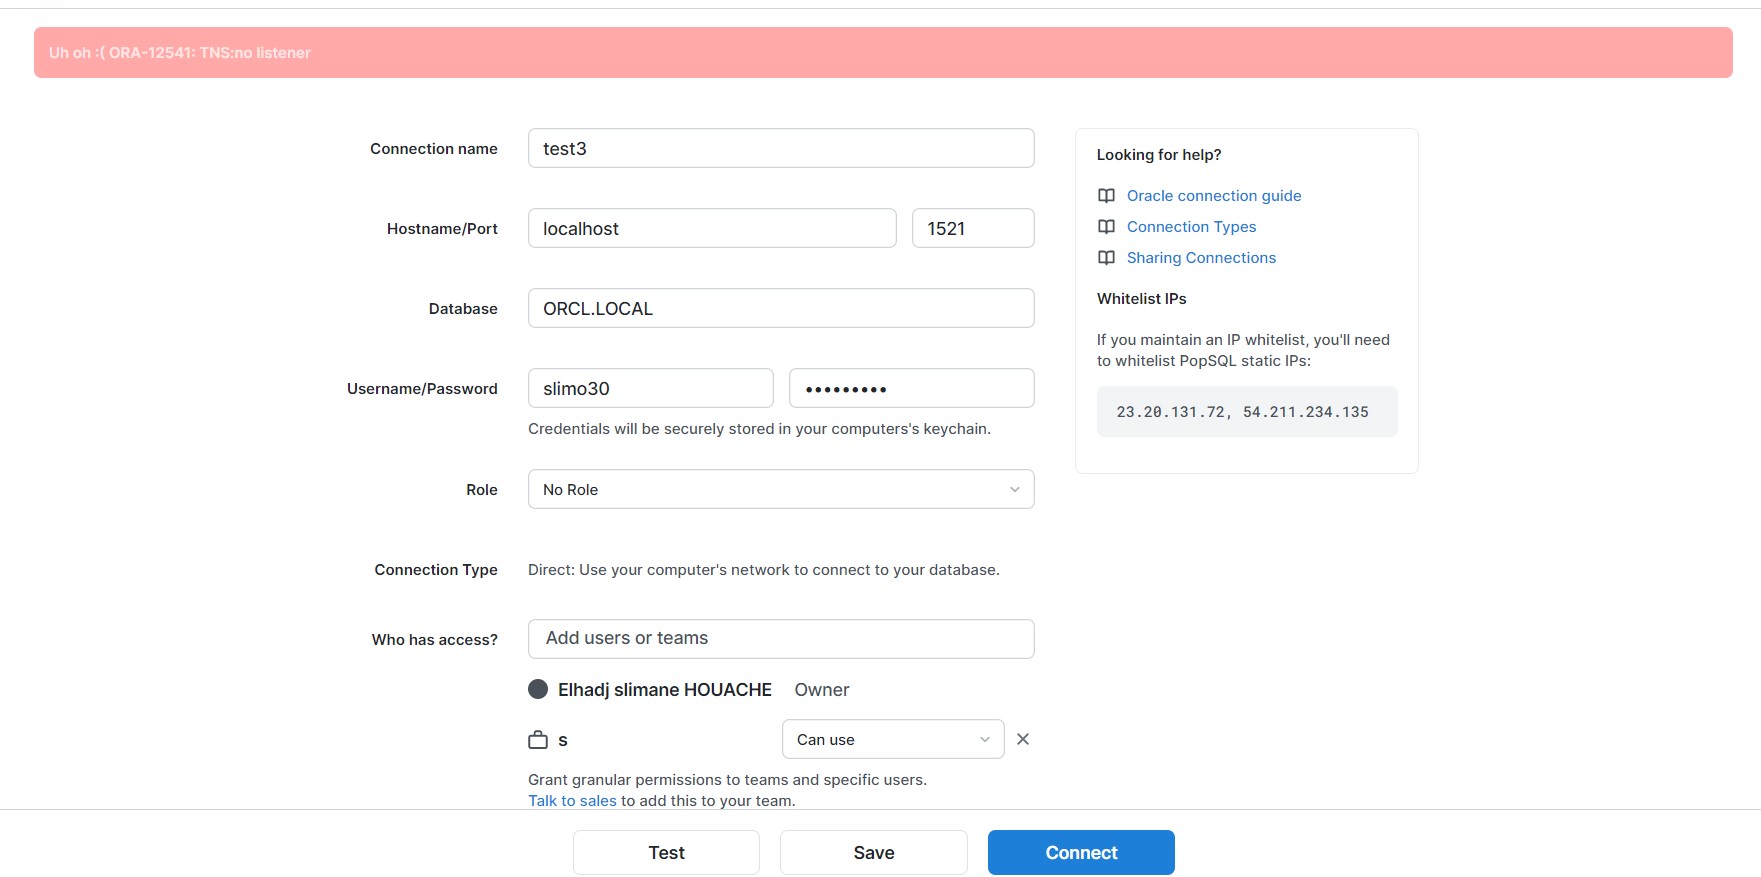 Uh oh :( ORA-12541: TNS:no listener
Connection name
test3
Hostname/Port
localhost
1521
Database
ORCL.LOCAL
Username/Password
slimo30
•••••••••
Credentials will be securely stored in your computers's keychain.
Role
No Role
Connection Type
Direct: Use your computer's network to connect to your database.
Who has access?
Add users or teams
Elhadj slimane HOUACHE Owner
s
Can use
Grant granular permissions to teams and specific users.
Talk to sales to add this to your team.
Looking for help?
Oracle connection guide
Connection Types
Sharing Connections
Whitelist IPs
If you maintain an IP whitelist, you'll need
to whitelist PopSQL static IPs:
23.20.131.72, 54.211.234.135
Test
Save
Connect